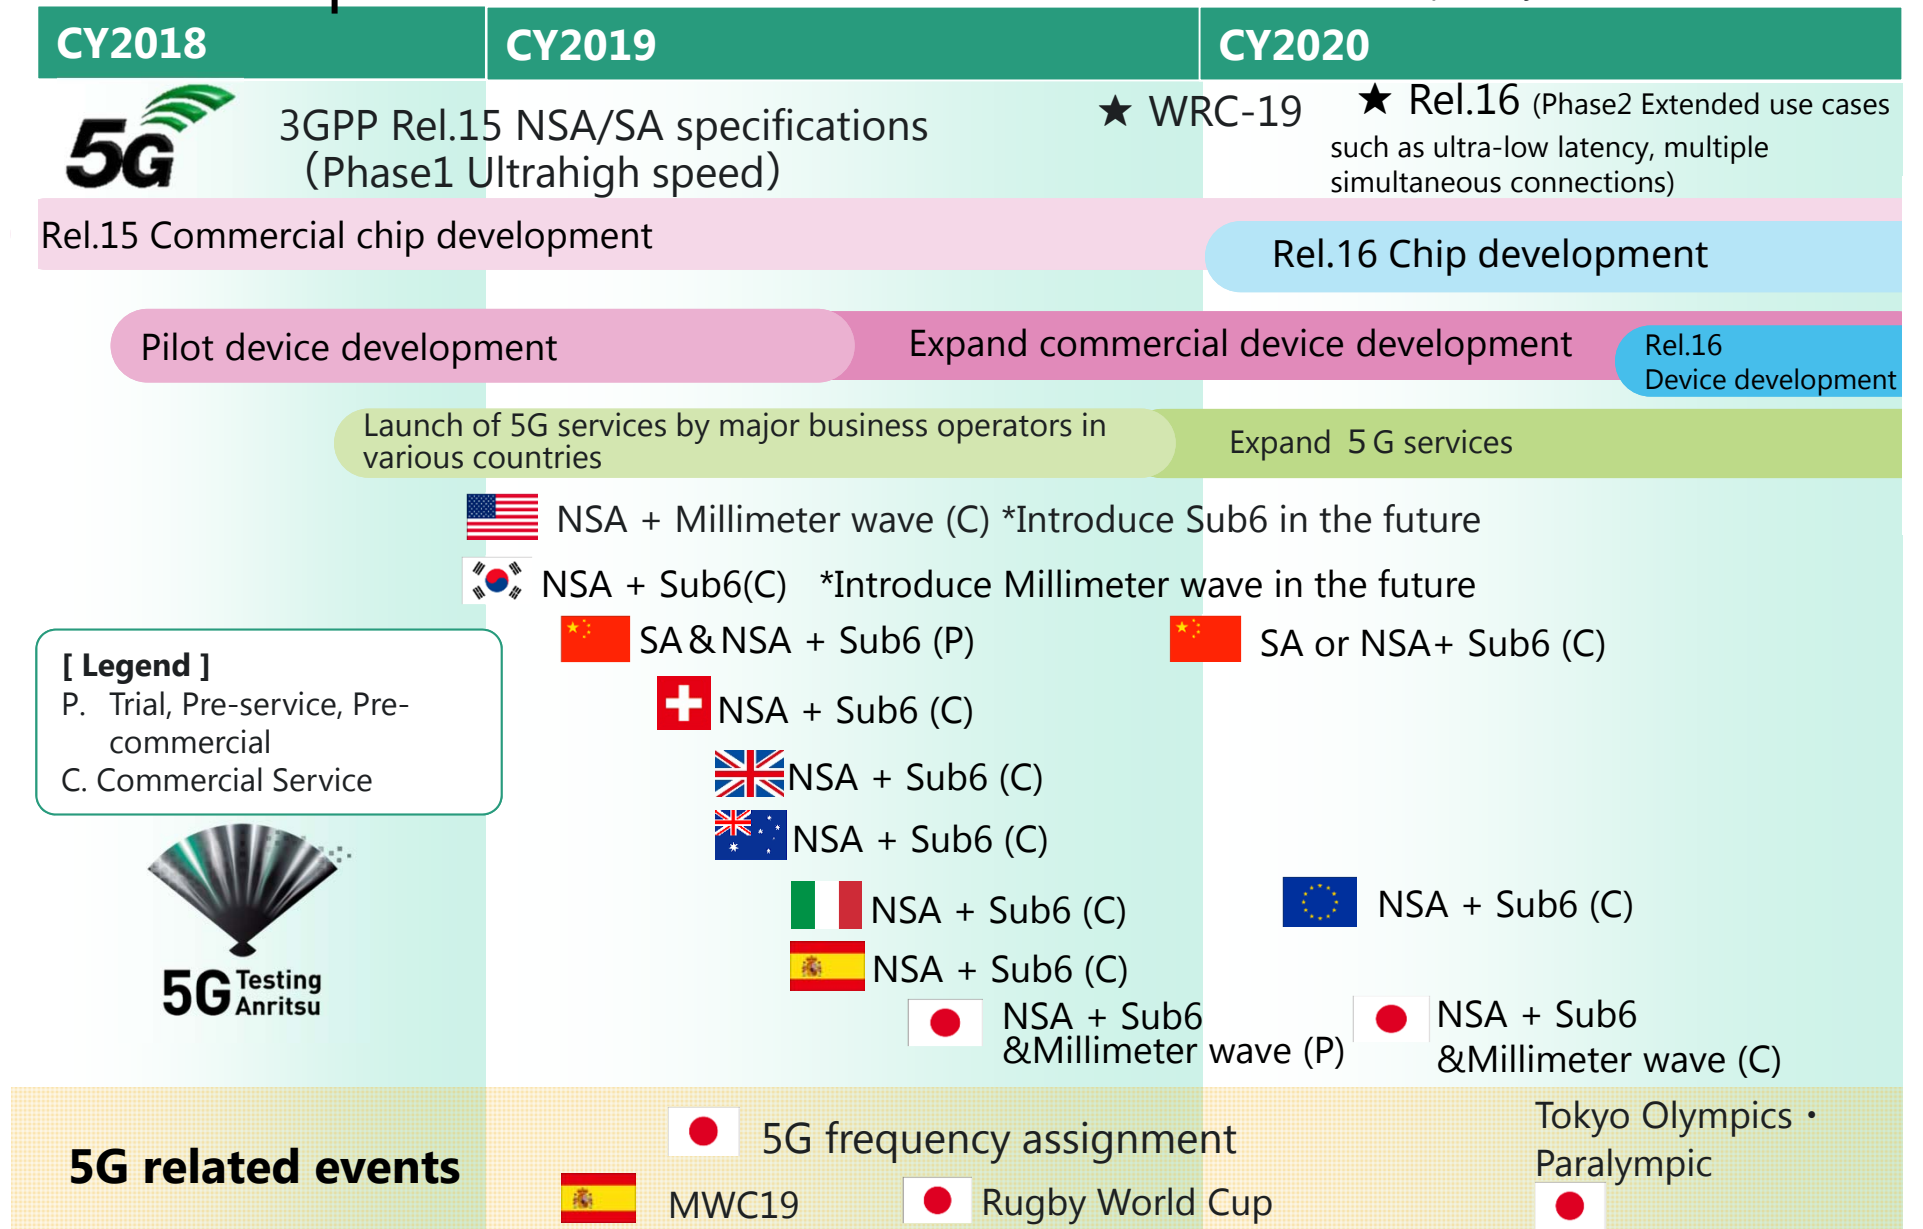 CY2018
CY2019
CY2020
5G
3GPP Rel.15 NSA/SA specifications
（Phase1 Ultrahigh speed）
★ WRC-19
★ Rel.16 (Phase2 Extended use cases
such as ultra-low latency, multiple
simultaneous connections)
Rel.15 Commercial chip development
Rel.16 Chip development
Pilot device development
Expand commercial device development
Rel.16
Device development
Launch of 5G services by major business operators in
various countries
Expand 5G services
NSA + Millimeter wave (C) *Introduce Sub6 in the future
NSA + Sub6(C) *Introduce Millimeter wave in the future
SA&NSA + Sub6 (P)
SA or NSA+ Sub6 (C)
[ Legend ]
P. Trial, Pre-service, Pre-
commercial
C. Commercial Service
NSA + Sub6 (C)
NSA + Sub6 (C)
NSA + Sub6 (C)
NSA + Sub6 (C)
NSA + Sub6 (C)
NSA + Sub6 (C)
5G Testing
Anritsu
NSA + Sub6
&Millimeter wave (P)
NSA + Sub6
&Millimeter wave (C)
5G related events
5G frequency assignment
MWC19
Rugby World Cup
Tokyo Olympics・
Paralympic